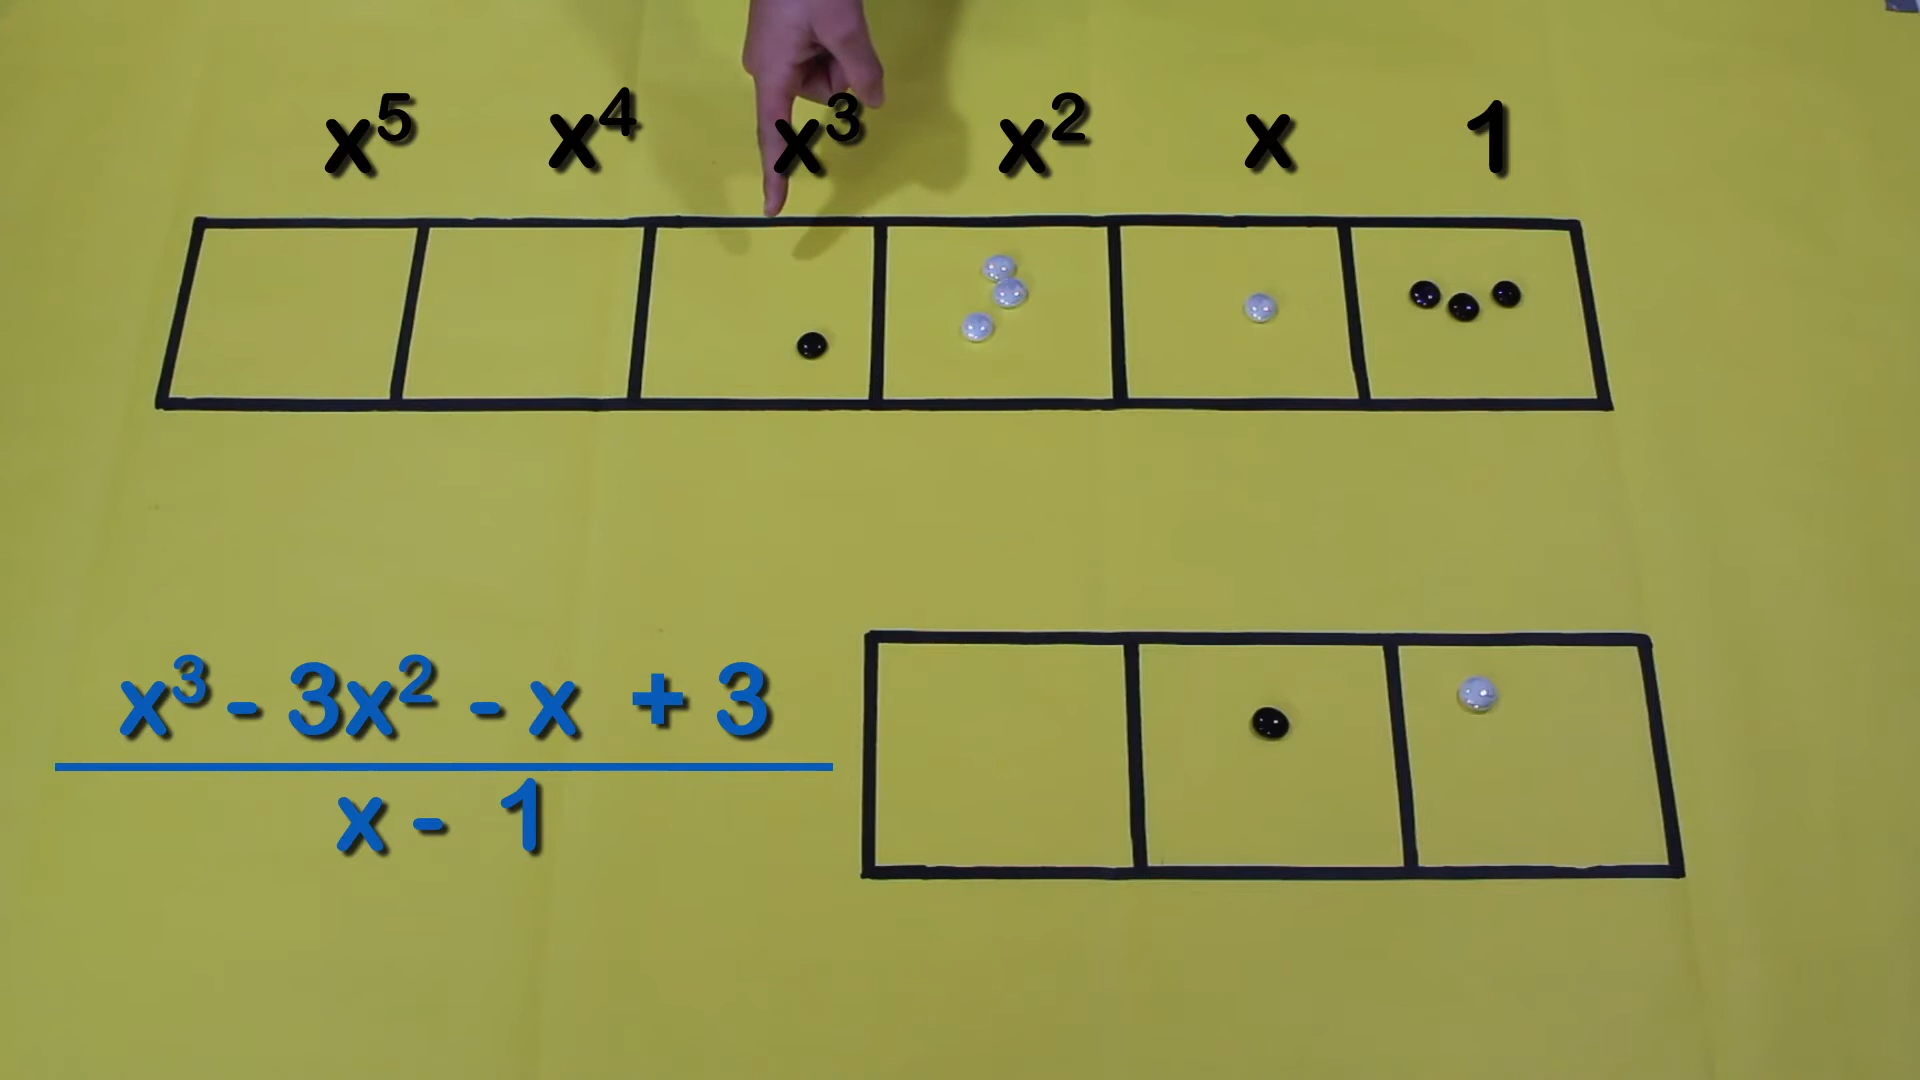 x⁵ x⁴ x³ x² x 1
x³ - 3x² - x + 3
x - 1